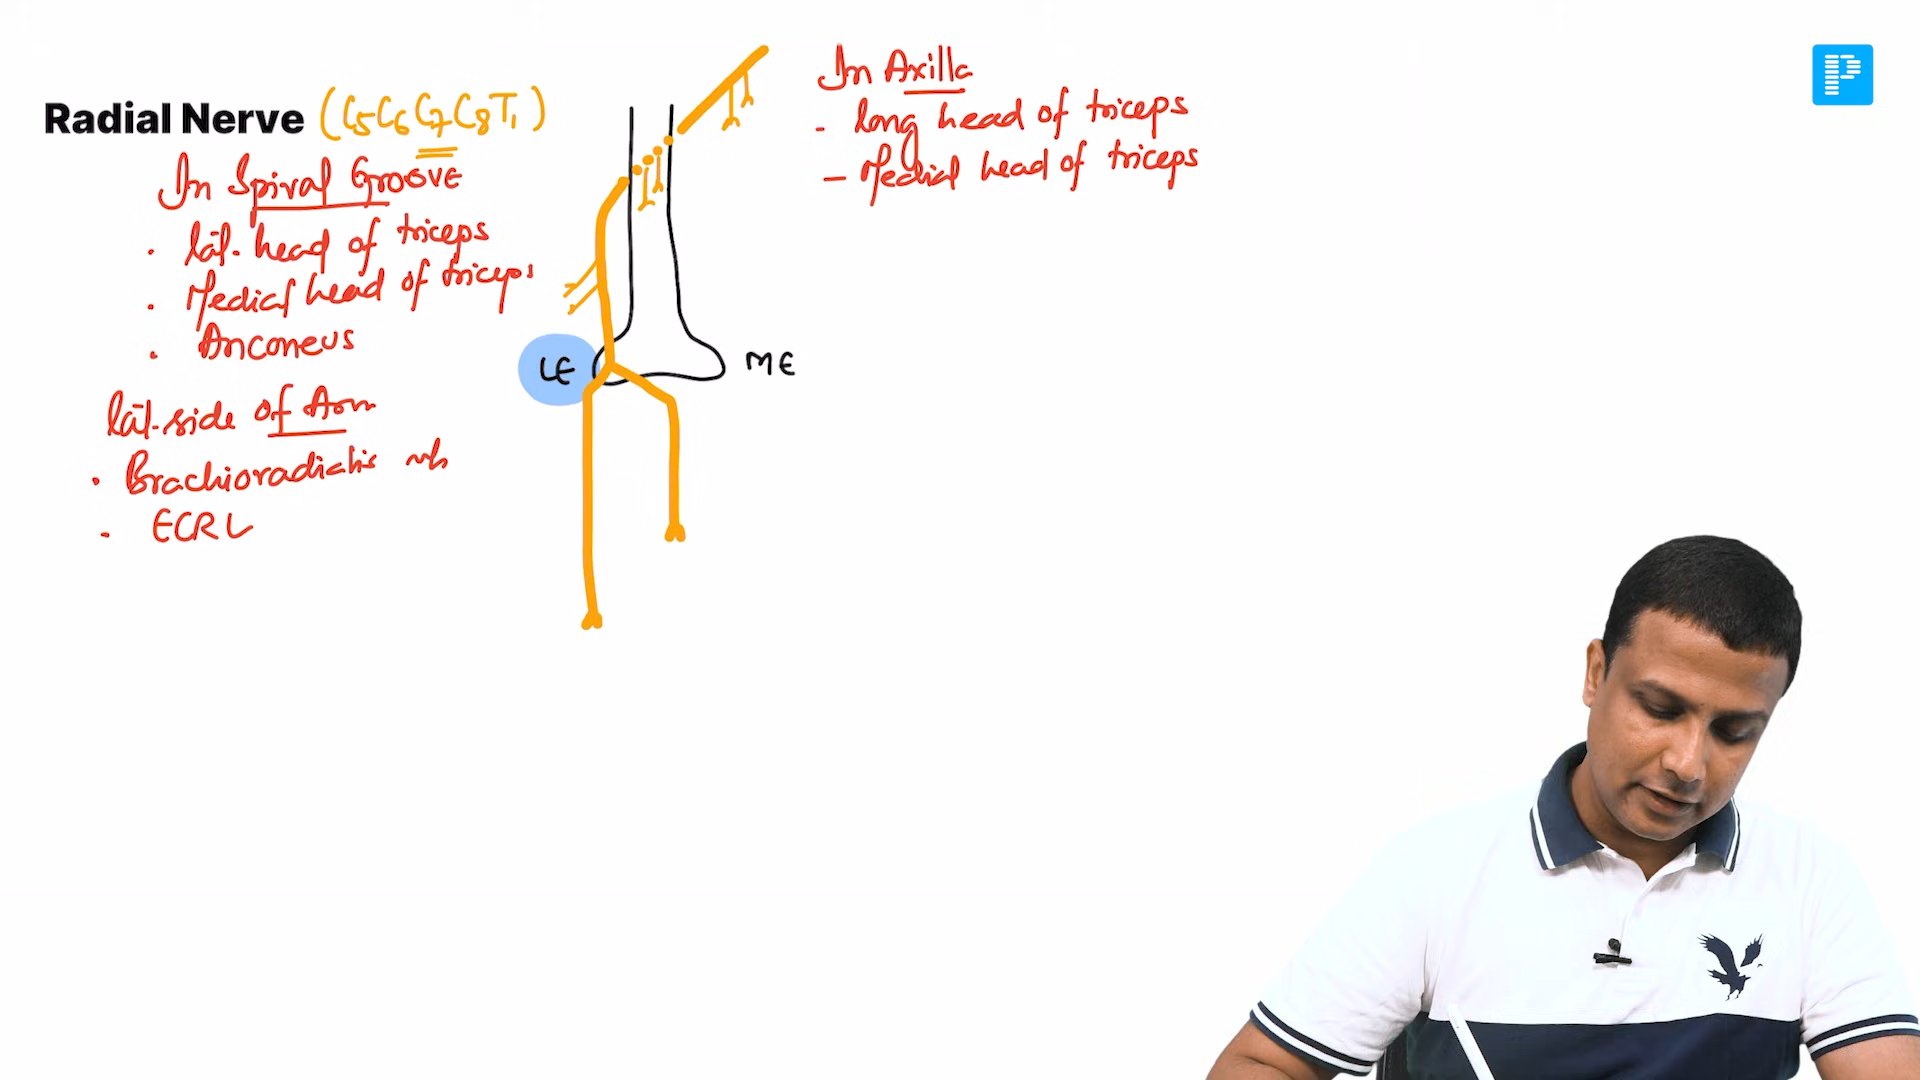 Radial Nerve (C5C6C7C8T1)
In Spiral Groove
. lat. head of triceps
. Medial head of triceps
. Anconeus
lat. side of Arm
. Brachioradialis
. ECRL
In Axilla
- long head of triceps
- Medial head of triceps
LE
ME
P